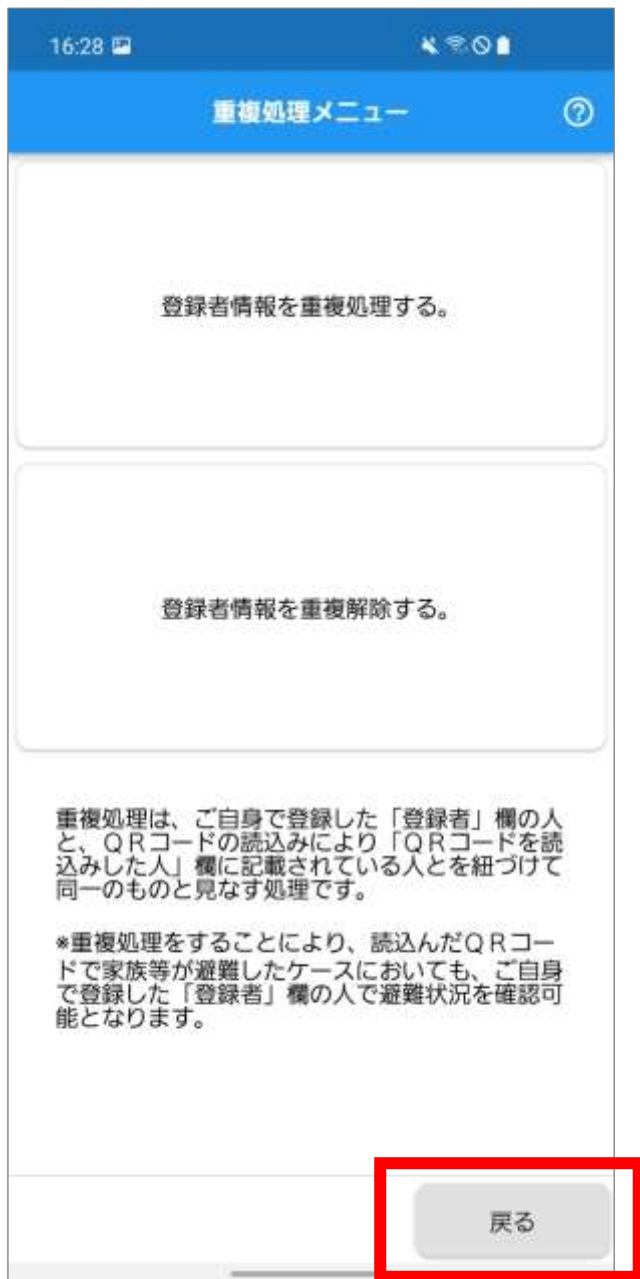 16:28
重複処理メニュー
登録者情報を重複処理する。
登録者情報を重複解除する。
重複処理は、ご自身で登録した「登録者」欄の人
と、ＱＲコードの読込みにより「ＱＲコードを読
込みした人」欄に記載されている人とを紐づけて
同一のものと見なす処理です。
*重複処理をすることにより、読込んだＱＲコー
ドで家族等が避難したケースにおいても、ご自身
で登録した「登録者」欄の人で避難状況を確認可
能となります。
戻る